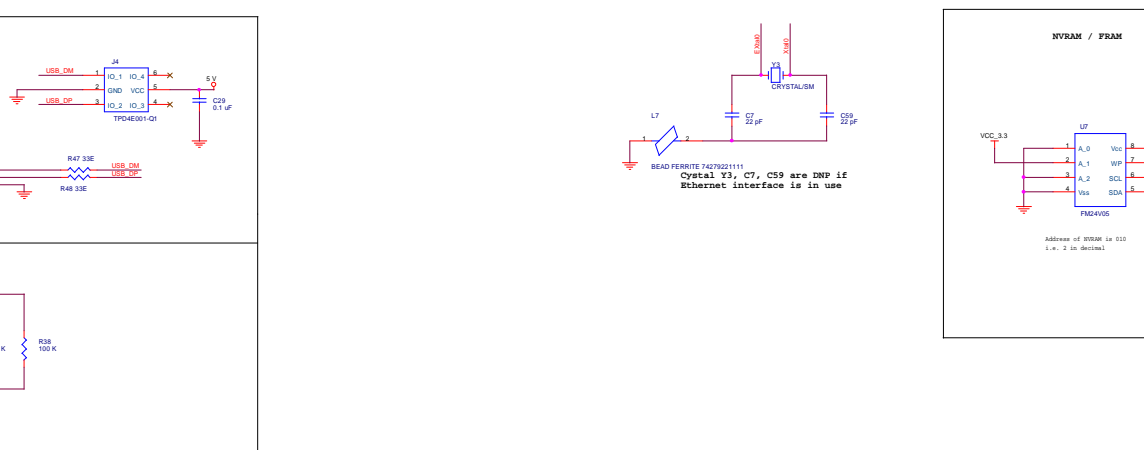 J4
USB_DM
1 IO_1 IO_4 6
2 GND VCC 5
USB_DP
3 IO_2 IO_3 4
TPD4E001-Q1
5 V
C29
0.1 uF
R47 33E
USB_DM
USB_DP
R48 33E
K
R38
100 K
EXtal0
Xtal0
Y3
CRYSTAL/SM
C7
22 pF
C59
22 pF
L7
1
2
BEAD FERRITE 74279221111
Cystal Y3, C7, C59 are DNP if
Ethernet interface is in use
NVRAM / FRAM
VCC_3.3
U7
1 A_0 Vcc 8
2 A_1 WP 7
3 A_2 SCL 6
4 Vss SDA 5
FM24V05
Address of NVRAM is 010
i.e. 2 in decimal